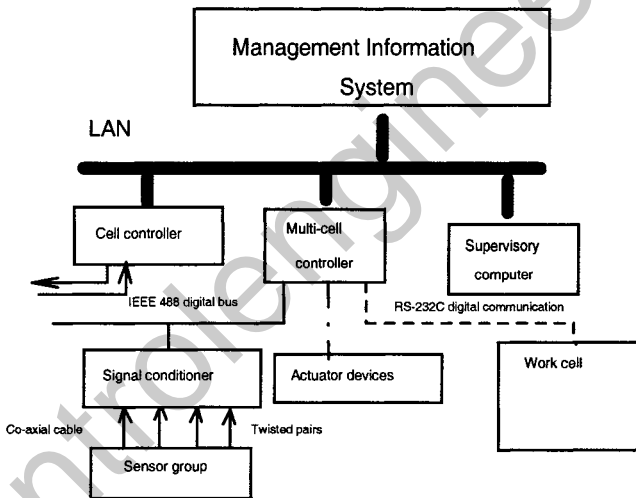 Management Information
System
LAN
Cell controller
Multi-cell
controller
Supervisory
computer
IEEE 488 digital bus
RS-232C digital communication
Signal conditioner
Actuator devices
Work cell
Co-axial cable
Twisted pairs
Sensor group
ntrolenginee